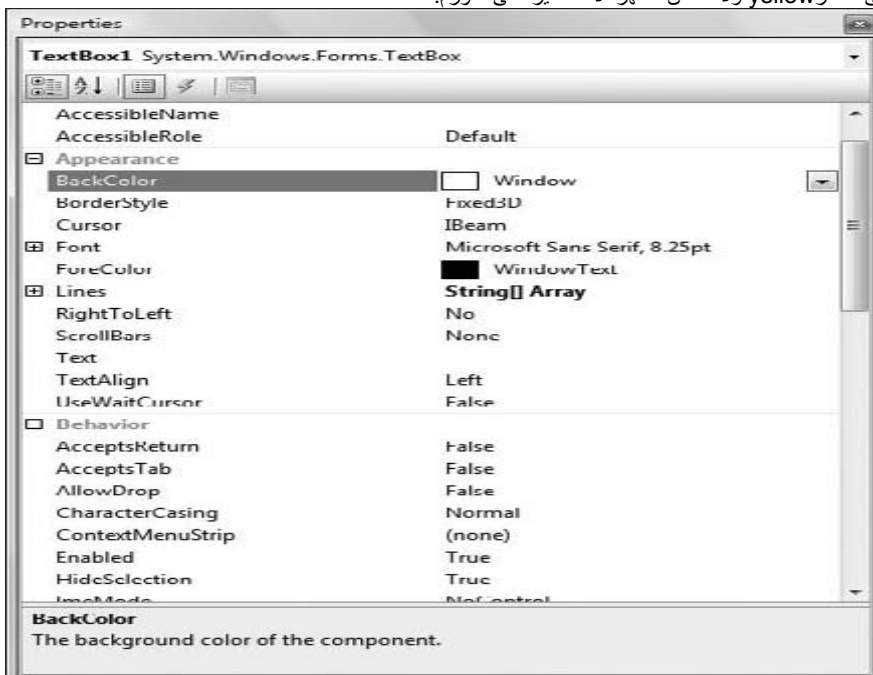 yellow
Properties
TextBox1 System.Windows.Forms.TextBox
AccessibleName
AccessibleRole Default
Appearance
BackColor Window
BorderStyle Fixed3D
Cursor IBeam
Font Microsoft Sans Serif, 8.25pt
ForeColor WindowText
Lines String[] Array
RightToLeft No
ScrollBars None
Text
TextAlign Left
UseWaitCursor False
Behavior
AcceptsReturn False
AcceptsTab False
AllowDrop False
CharacterCasing Normal
ContextMenuStrip (none)
Enabled True
HideSelection True
ImeMode NoControl
BackColor
The background color of the component.